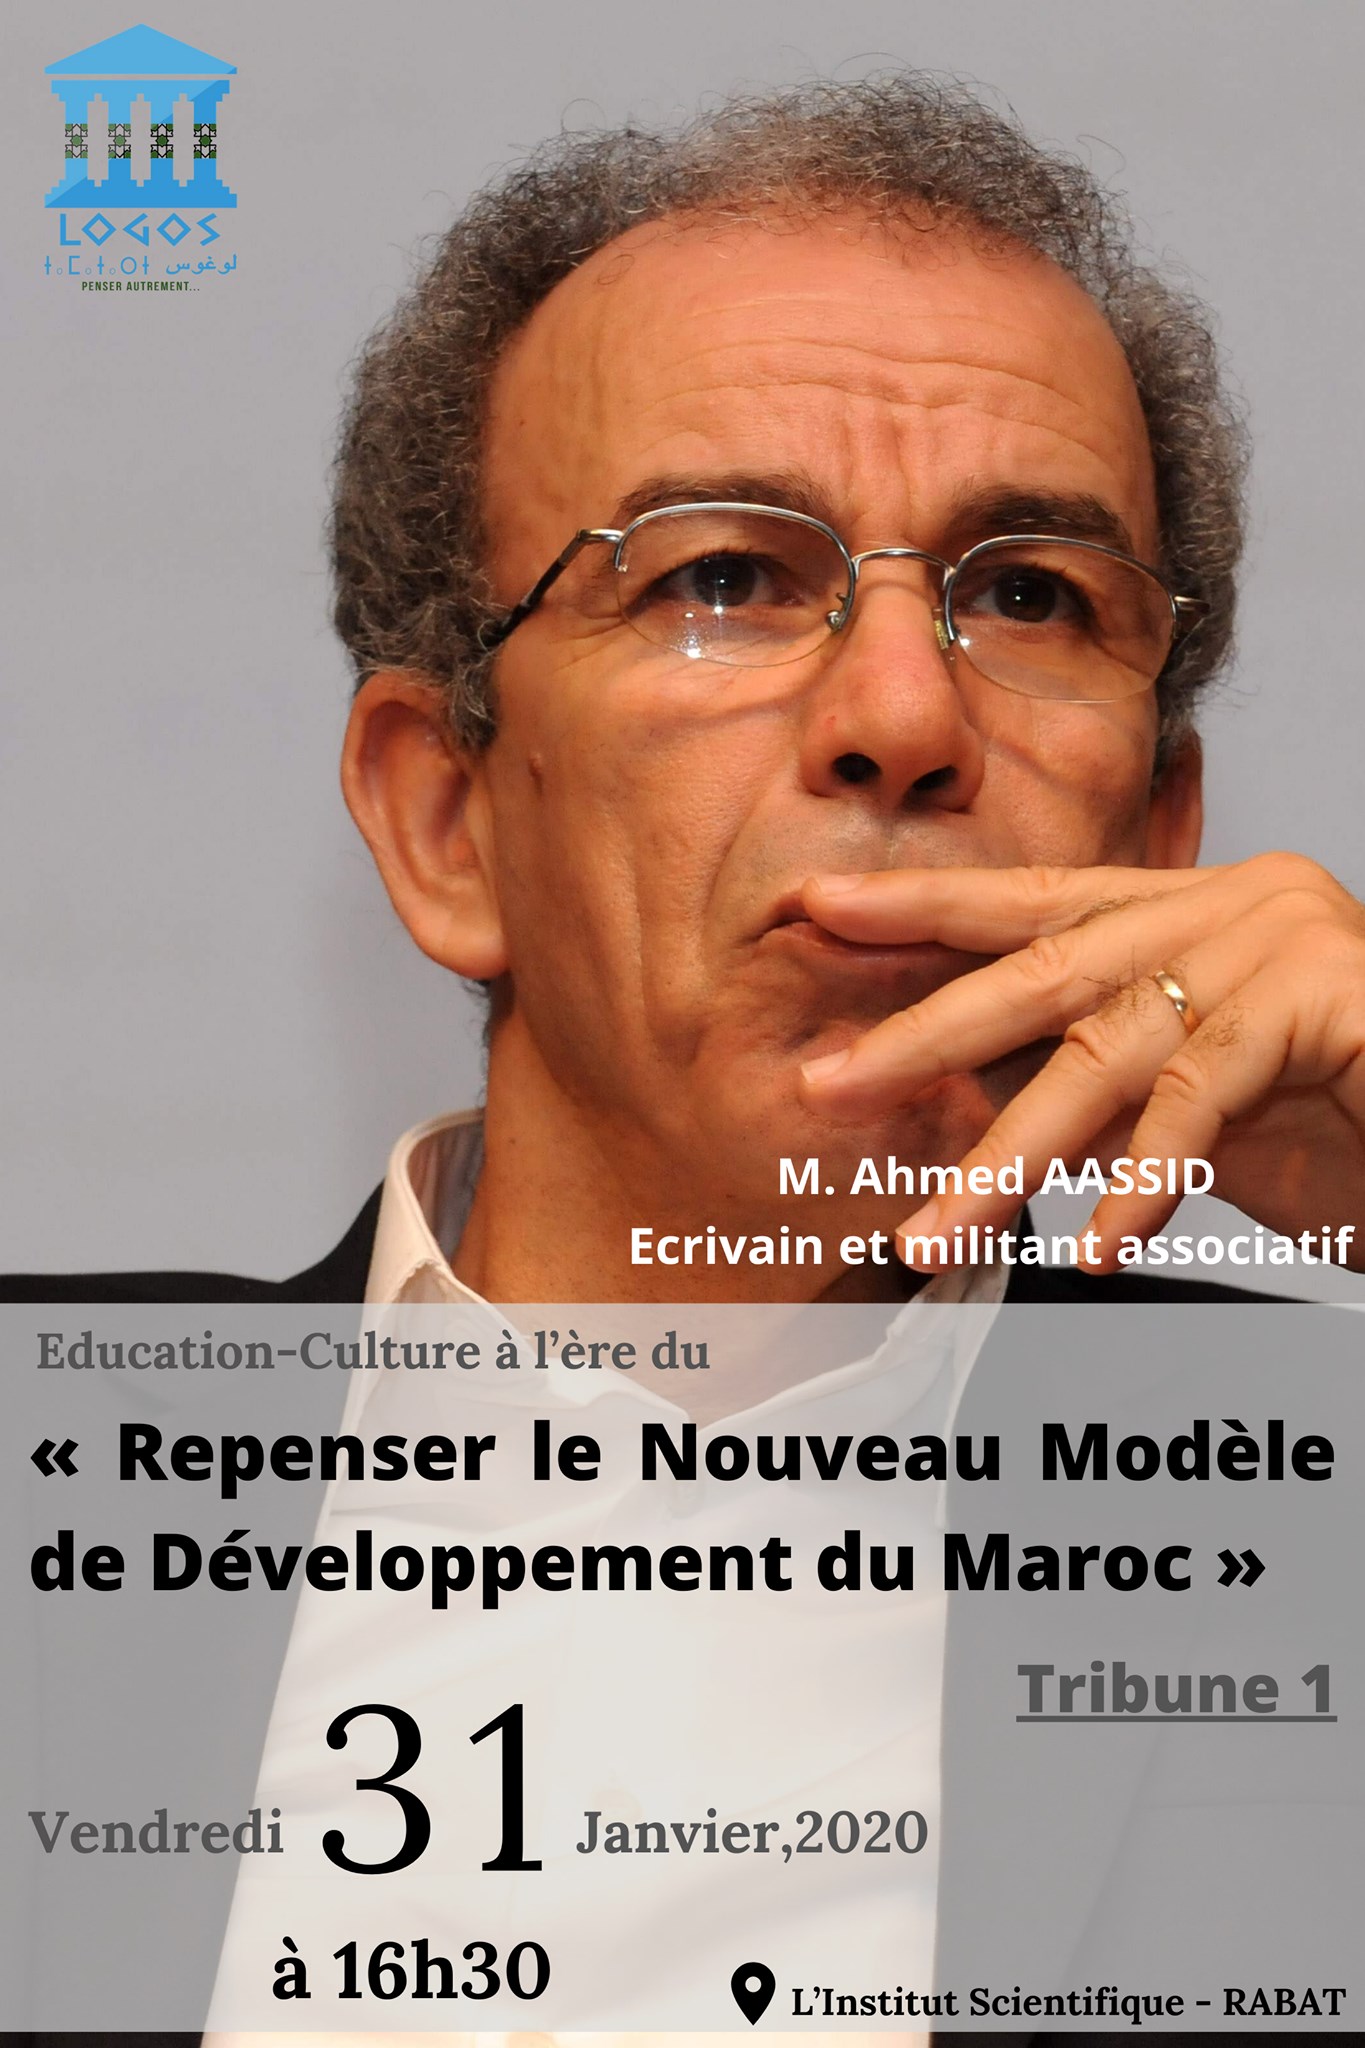 LOGOS
ⵜⴰⵎⴰⵙⵜ لوغوس
PENSER AUTREMENT...
M. Ahmed AASSID
Ecrivain et militant associatif
Education-Culture à l’ère du
« Repenser le Nouveau Modèle
de Développement du Maroc »
Tribune 1
Vendredi 31 Janvier,2020
à 16h30
L’Institut Scientifique - RABAT